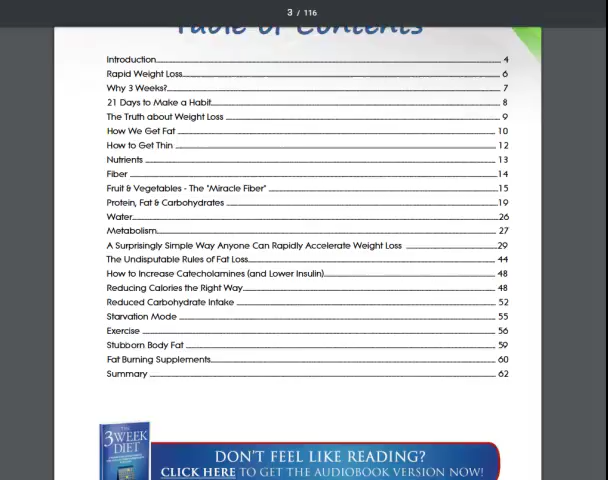 3 / 116
Table of Contents
Introduction 4
Rapid Weight Loss 6
Why 3 Weeks? 7
21 Days to Make a Habit 8
The Truth about Weight Loss 9
How We Get Fat 10
How to Get Thin 12
Nutrients 13
Fiber 14
Fruit & Vegetables - The "Miracle Fiber" 15
Protein, Fat & Carbohydrates 19
Water 26
Metabolism 27
A Surprisingly Simple Way Anyone Can Rapidly Accelerate Weight Loss 29
The Undisputable Rules of Fat Loss 44
How to Increase Catecholamines (and Lower Insulin) 48
Reducing Calories the Right Way 48
Reduced Carbohydrate Intake 52
Starvation Mode 55
Exercise 56
Stubborn Body Fat 59
Fat Burning Supplements 60
Summary 62
THE
3 WEEK
DIET
DON'T FEEL LIKE READING?
CLICK HERE TO GET THE AUDIOBOOK VERSION NOW!